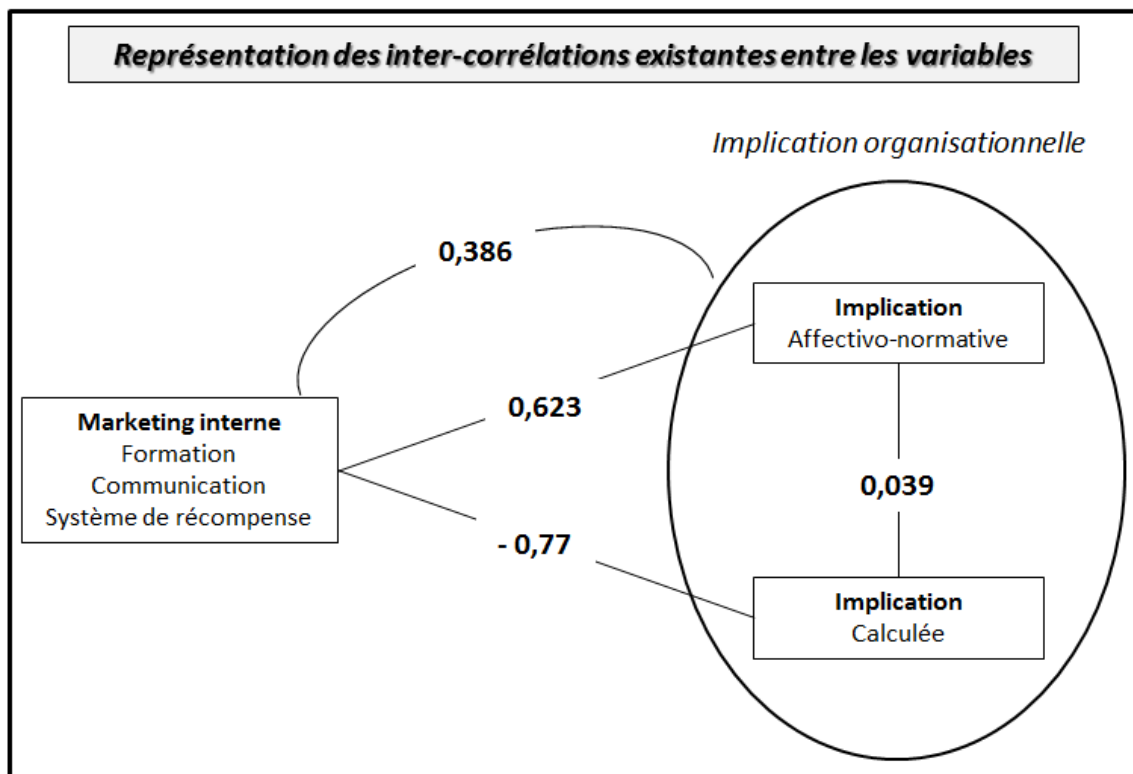 Représentation des inter-corrélations existantes entre les variables
Implication organisationnelle
0,386
Implication
Affectivo-normative
0,623
Marketing interne
Formation
Communication
Système de récompense
0,039
- 0,77
Implication
Calculée